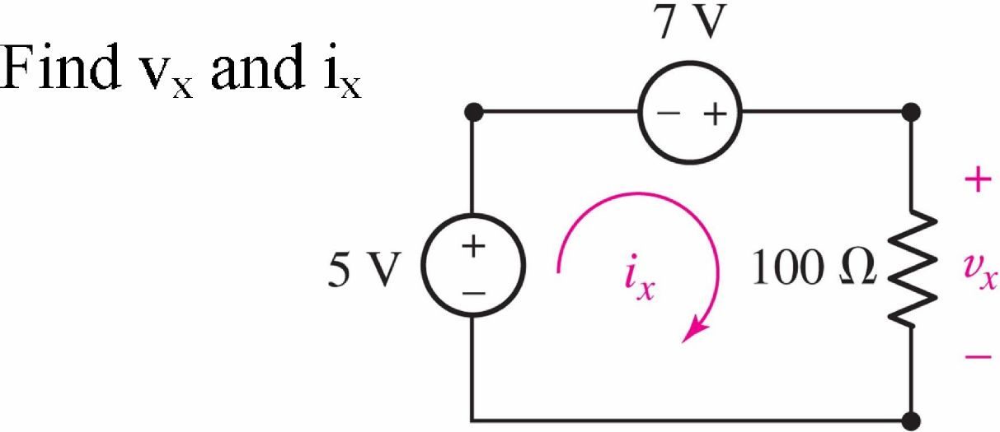 7 V
Find vₓ and iₓ
− +
+
+
5 V
−
iₓ
100 Ω
vₓ
−